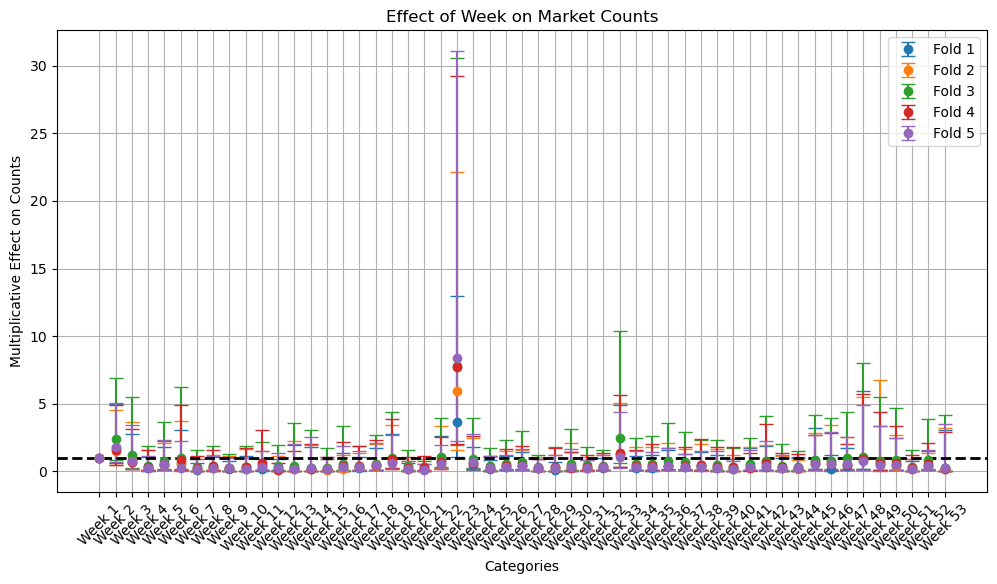 Effect of Week on Market Counts
Multiplicative Effect on Counts
30
25
20
15
10
5
0
Fold 1
Fold 2
Fold 3
Fold 4
Fold 5
Week 1
Week 2
Week 3
Week 4
Week 5
Week 6
Week 7
Week 8
Week 9
Week 10
Week 11
Week 12
Week 13
Week 14
Week 15
Week 16
Week 17
Week 18
Week 19
Week 20
Week 21
Week 22
Week 23
Week 24
Week 25
Week 26
Week 27
Week 28
Week 29
Week 30
Week 31
Week 32
Week 33
Week 34
Week 35
Week 36
Week 37
Week 38
Week 39
Week 40
Week 41
Week 42
Week 43
Week 44
Week 45
Week 46
Week 47
Week 48
Week 49
Week 50
Week 51
Week 52
Week 53
Categories